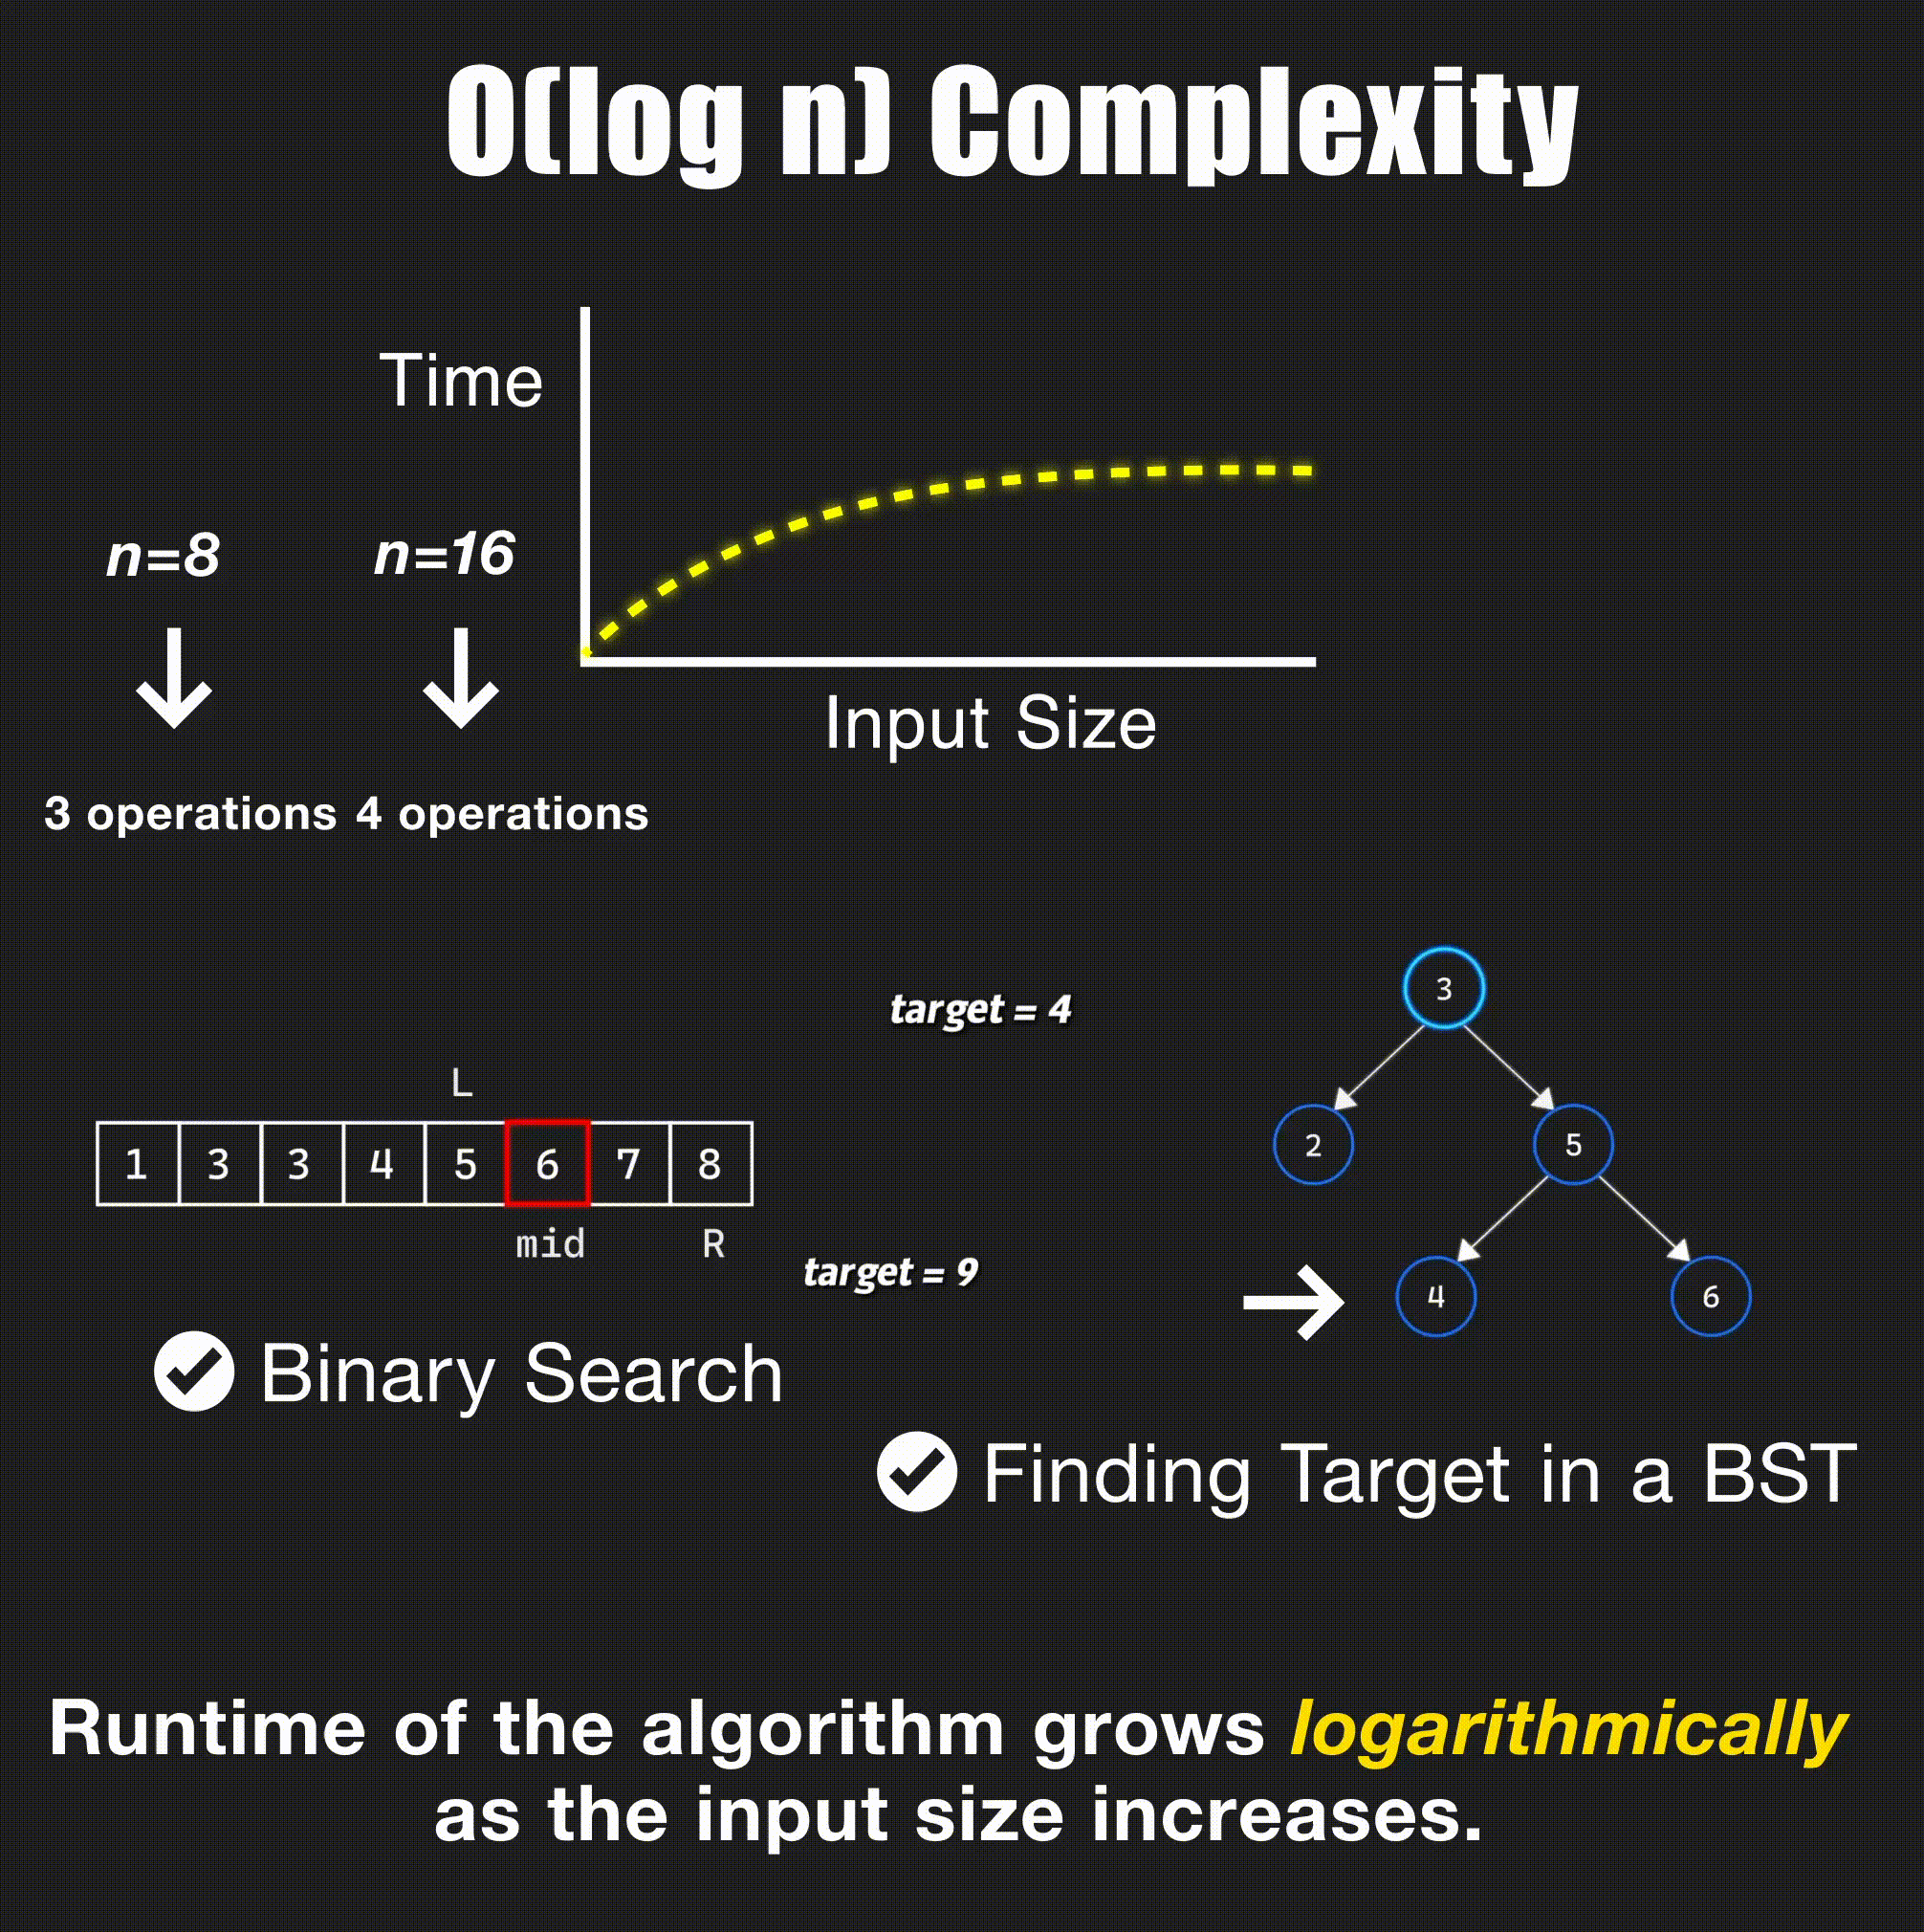 O(log n) Complexity
Time
n=8 n=16
Input Size
3 operations 4 operations
target = 4
L
1 3 3 4 5 6 7 8
mid R
target = 9
3
2 5
4 6
Binary Search
Finding Target in a BST
Runtime of the algorithm grows logarithmically
as the input size increases.